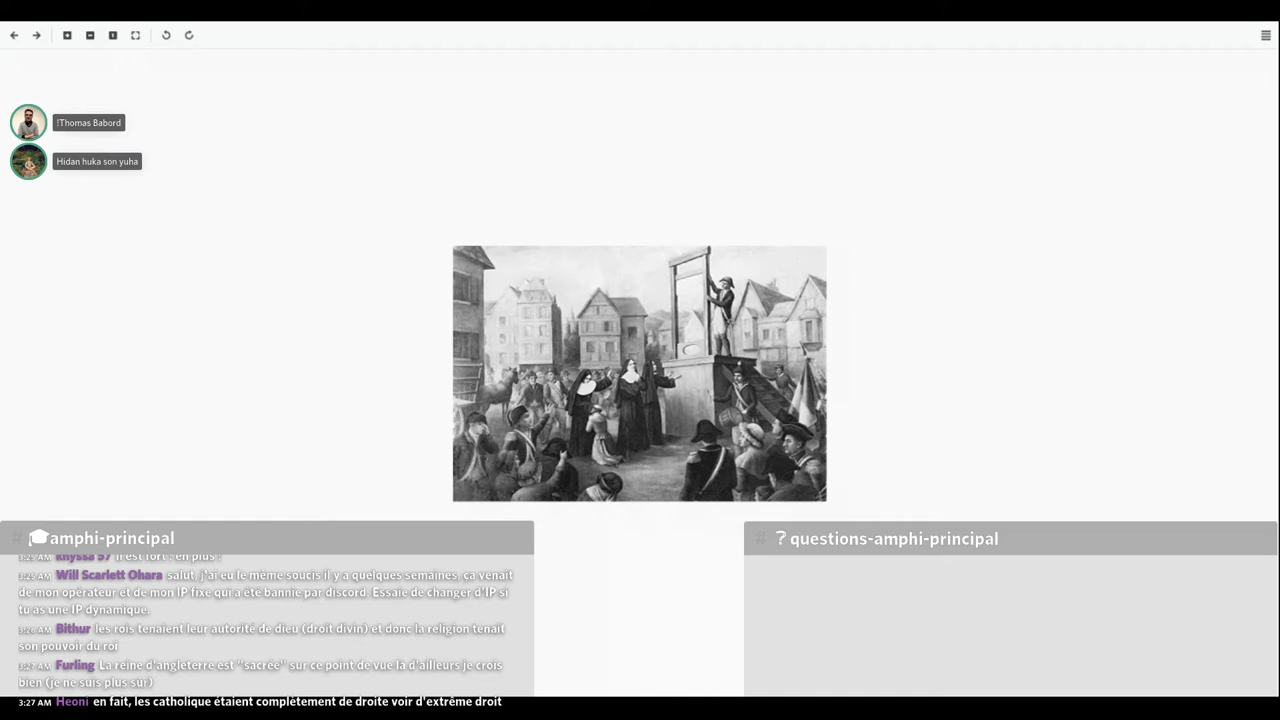 !Thomas Babord
Hidan huka son yuha
# 🎓amphi-principal
il est fort : en plus !
3:25 AM Will Scarlett Ohara salut, j'ai eu le même soucis il y a quelques semaines, ça venait
de mon opérateur et de mon IP fixe qui a été bannie par discord. Essaie de changer d'IP si
tu as une IP dynamique.
3:26 AM Bithur les rois tenaient leur autorité de dieu (droit divin) et donc la religion tenait
son pouvoir du roi
3:27 AM Furling La reine d'angleterre est "sacrée" sur ce point de vue la d'ailleurs je crois
bien (je ne suis plus sur)
3:27 AM Heoni en fait, les catholique étaient complètement de droite voir d'extrême droit
# ❔questions-amphi-principal